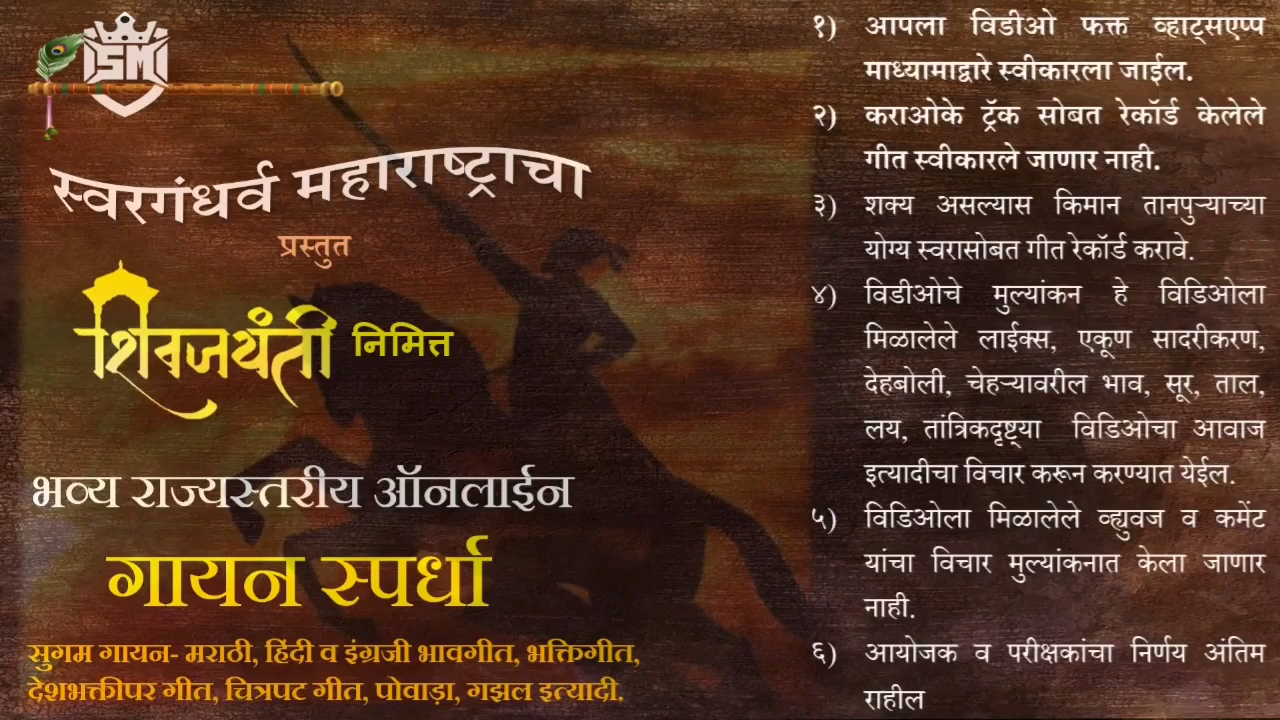 ISM
स्वरगंधर्व महाराष्ट्राचा
प्रस्तुत
शिवजयंती निमित्त
भव्य राज्यस्तरीय ऑनलाईन
गायन स्पर्धा
सुगम गायन- मराठी, हिंदी व इंग्रजी भावगीत, भक्तिगीत,
देशभक्तीपर गीत, चित्रपट गीत, पोवाडा, गझल इत्यादी.
१) आपला विडीओ फक्त व्हाट्सएप्प
माध्यामाद्वारे स्वीकारला जाईल.
२) कराओके ट्रॅक सोबत रेकॉर्ड केलेले
गीत स्वीकारले जाणार नाही.
३) शक्य असल्यास किमान तानपुऱ्याच्या
योग्य स्वरासोबत गीत रेकॉर्ड करावे.
४) विडीओचे मुल्यांकन हे विडिओला
मिळालेले लाईक्स, एकूण सादरीकरण,
देहबोली, चेहऱ्यावरील भाव, सूर, ताल,
लय, तांत्रिकदृष्ट्या विडिओचा आवाज
इत्यादीचा विचार करून करण्यात येईल.
५) विडिओला मिळालेले व्ह्युवज व कमेंट
यांचा विचार मुल्यांकनात केला जाणार
नाही.
६) आयोजक व परीक्षकांचा निर्णय अंतिम
राहील